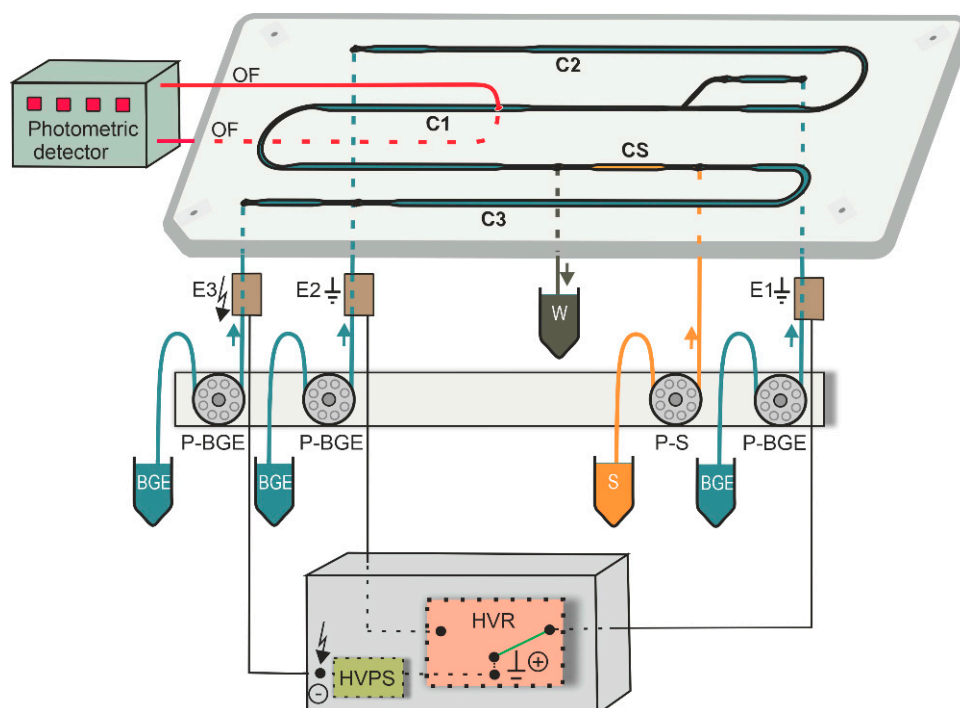 C2
OF
Photometric
detector
OF
C1
CS
C3
E3
E2
W
E1
P-BGE
P-BGE
P-S
P-BGE
BGE
BGE
S
BGE
HVR
+
HVPS
−